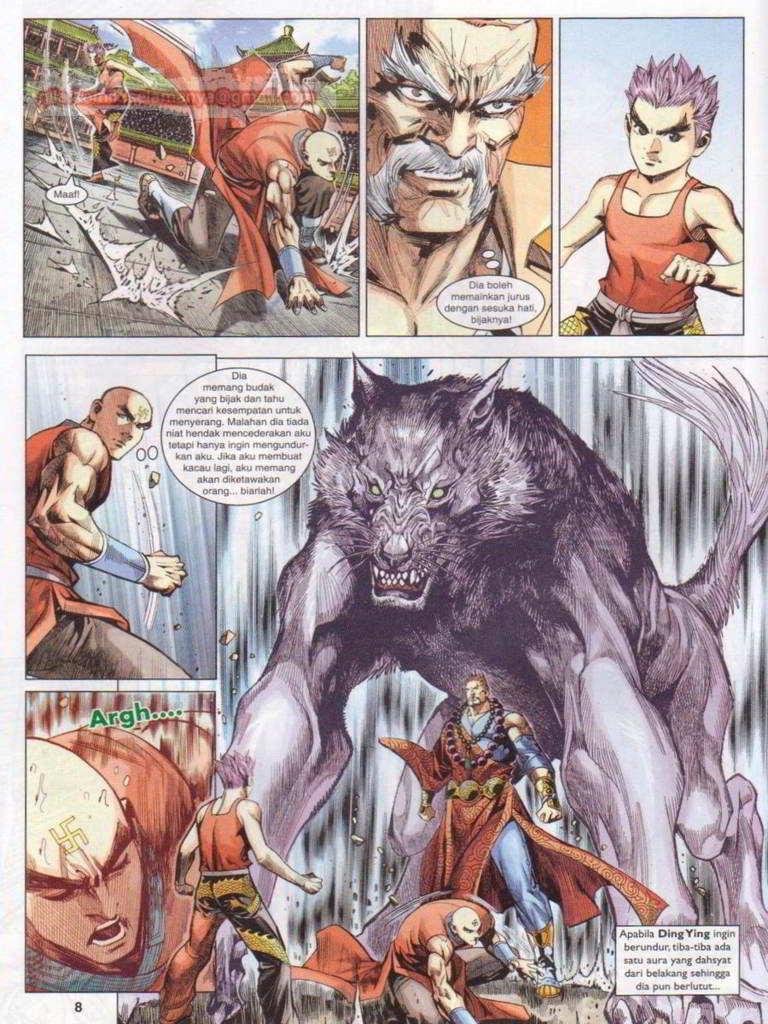 Maaf!
Dia boleh
memainkan jurus
dengan sesuka hati,
bijaknya!
Dia
memang budak
yang bijak dan tahu
mencari kesempatan untuk
menyerang. Malahan dia tiada
niat hendak mencederakan aku
tetapi hanya ingin mengundur-
kan aku. Jika aku membuat
kacau lagi, aku memang
akan diketawakan
orang... biarlah!
Argh....
Apabila Ding Ying ingin
berundur, tiba-tiba ada
satu aura yang dahsyat
dari belakang sehingga
dia pun berlutut...
8